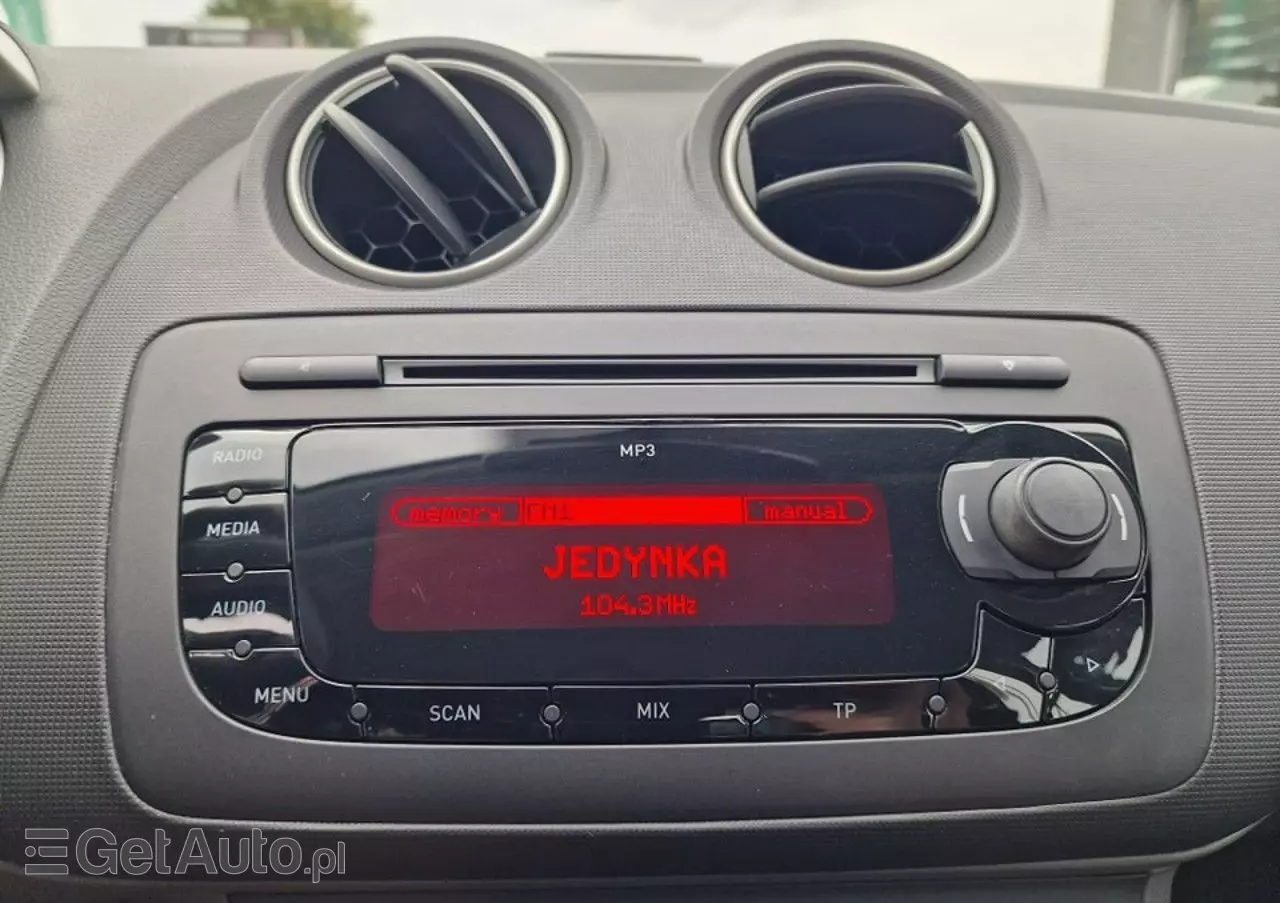 MP3
RADIO
memory FM1 manual
MEDIA
JEDYNKA
104.3MHz
AUDIO
MENU
SCAN
MIX
TP
GetAuto.pl